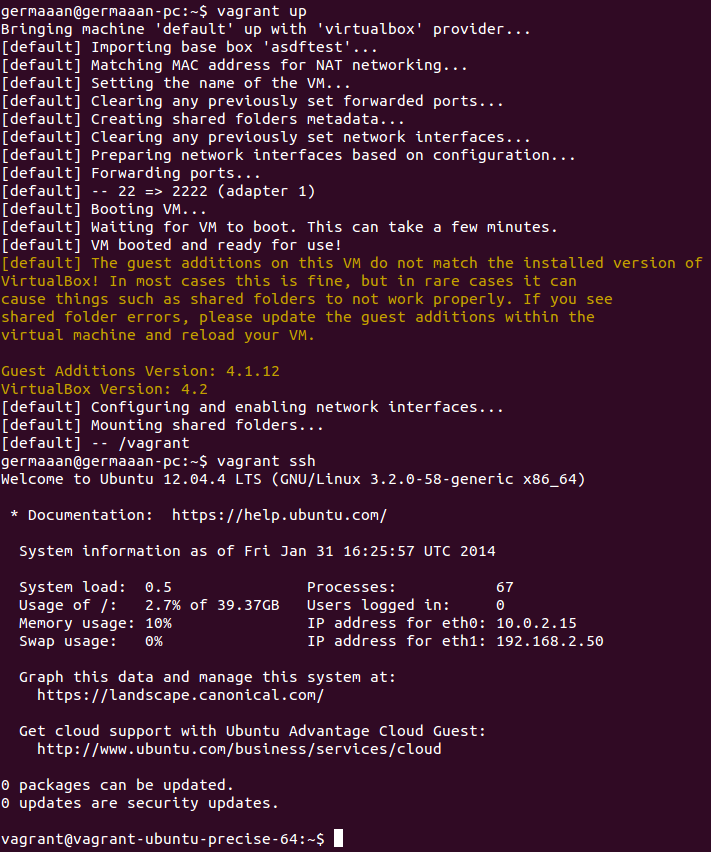 germaaan@germaaan-pc:~$ vagrant up
Bringing machine 'default' up with 'virtualbox' provider...
[default] Importing base box 'asdftest'...
[default] Matching MAC address for NAT networking...
[default] Setting the name of the VM...
[default] Clearing any previously set forwarded ports...
[default] Creating shared folders metadata...
[default] Clearing any previously set network interfaces...
[default] Preparing network interfaces based on configuration...
[default] Forwarding ports...
[default] -- 22 => 2222 (adapter 1)
[default] Booting VM...
[default] Waiting for VM to boot. This can take a few minutes.
[default] VM booted and ready for use!
[default] The guest additions on this VM do not match the installed version of
VirtualBox! In most cases this is fine, but in rare cases it can
cause things such as shared folders to not work properly. If you see
shared folder errors, please update the guest additions within the
virtual machine and reload your VM.

Guest Additions Version: 4.1.12
VirtualBox Version: 4.2
[default] Configuring and enabling network interfaces...
[default] Mounting shared folders...
[default] -- /vagrant
germaaan@germaaan-pc:~$ vagrant ssh
Welcome to Ubuntu 12.04.4 LTS (GNU/Linux 3.2.0-58-generic x86_64)

 * Documentation:  https://help.ubuntu.com/

  System information as of Fri Jan 31 16:25:57 UTC 2014

  System load:  0.5               Processes:           67
  Usage of /:   2.7% of 39.37GB   Users logged in:     0
  Memory usage: 10%               IP address for eth0: 10.0.2.15
  Swap usage:   0%                IP address for eth1: 192.168.2.50

  Graph this data and manage this system at:
    https://landscape.canonical.com/

  Get cloud support with Ubuntu Advantage Cloud Guest:
    http://www.ubuntu.com/business/services/cloud

0 packages can be updated.
0 updates are security updates.

vagrant@vagrant-ubuntu-precise-64:~$